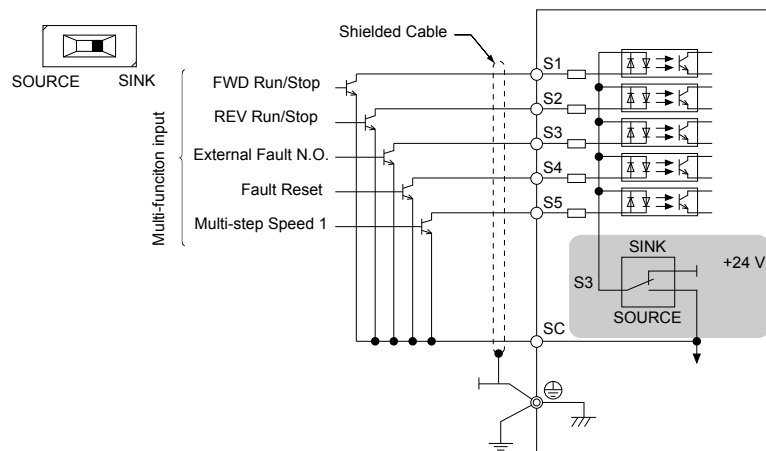 SOURCE SINK
Shielded Cable
Multi-funciton input
FWD Run/Stop
REV Run/Stop
External Fault N.O.
Fault Reset
Multi-step Speed 1
S1
S2
S3
S4
S5
SINK
+24 V
S3
SOURCE
SC